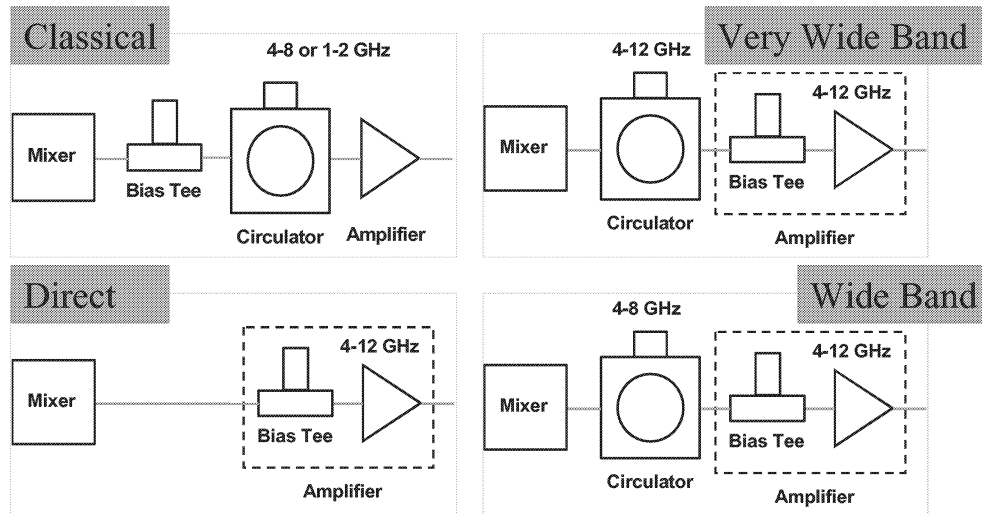 Classical
4-8 or 1-2 GHz
Mixer
Bias Tee
Circulator
Amplifier
Very Wide Band
4-12 GHz
4-12 GHz
Mixer
Bias Tee
Circulator
Amplifier
Direct
4-12 GHz
Mixer
Bias Tee
Amplifier
Wide Band
4-8 GHz
4-12 GHz
Mixer
Bias Tee
Circulator
Amplifier